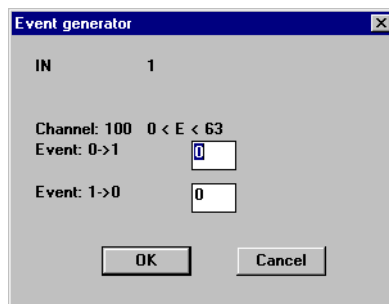 Event generator
IN 1
Channel: 100 0 < E < 63
Event: 0->1 0
Event: 1->0 0
OK Cancel